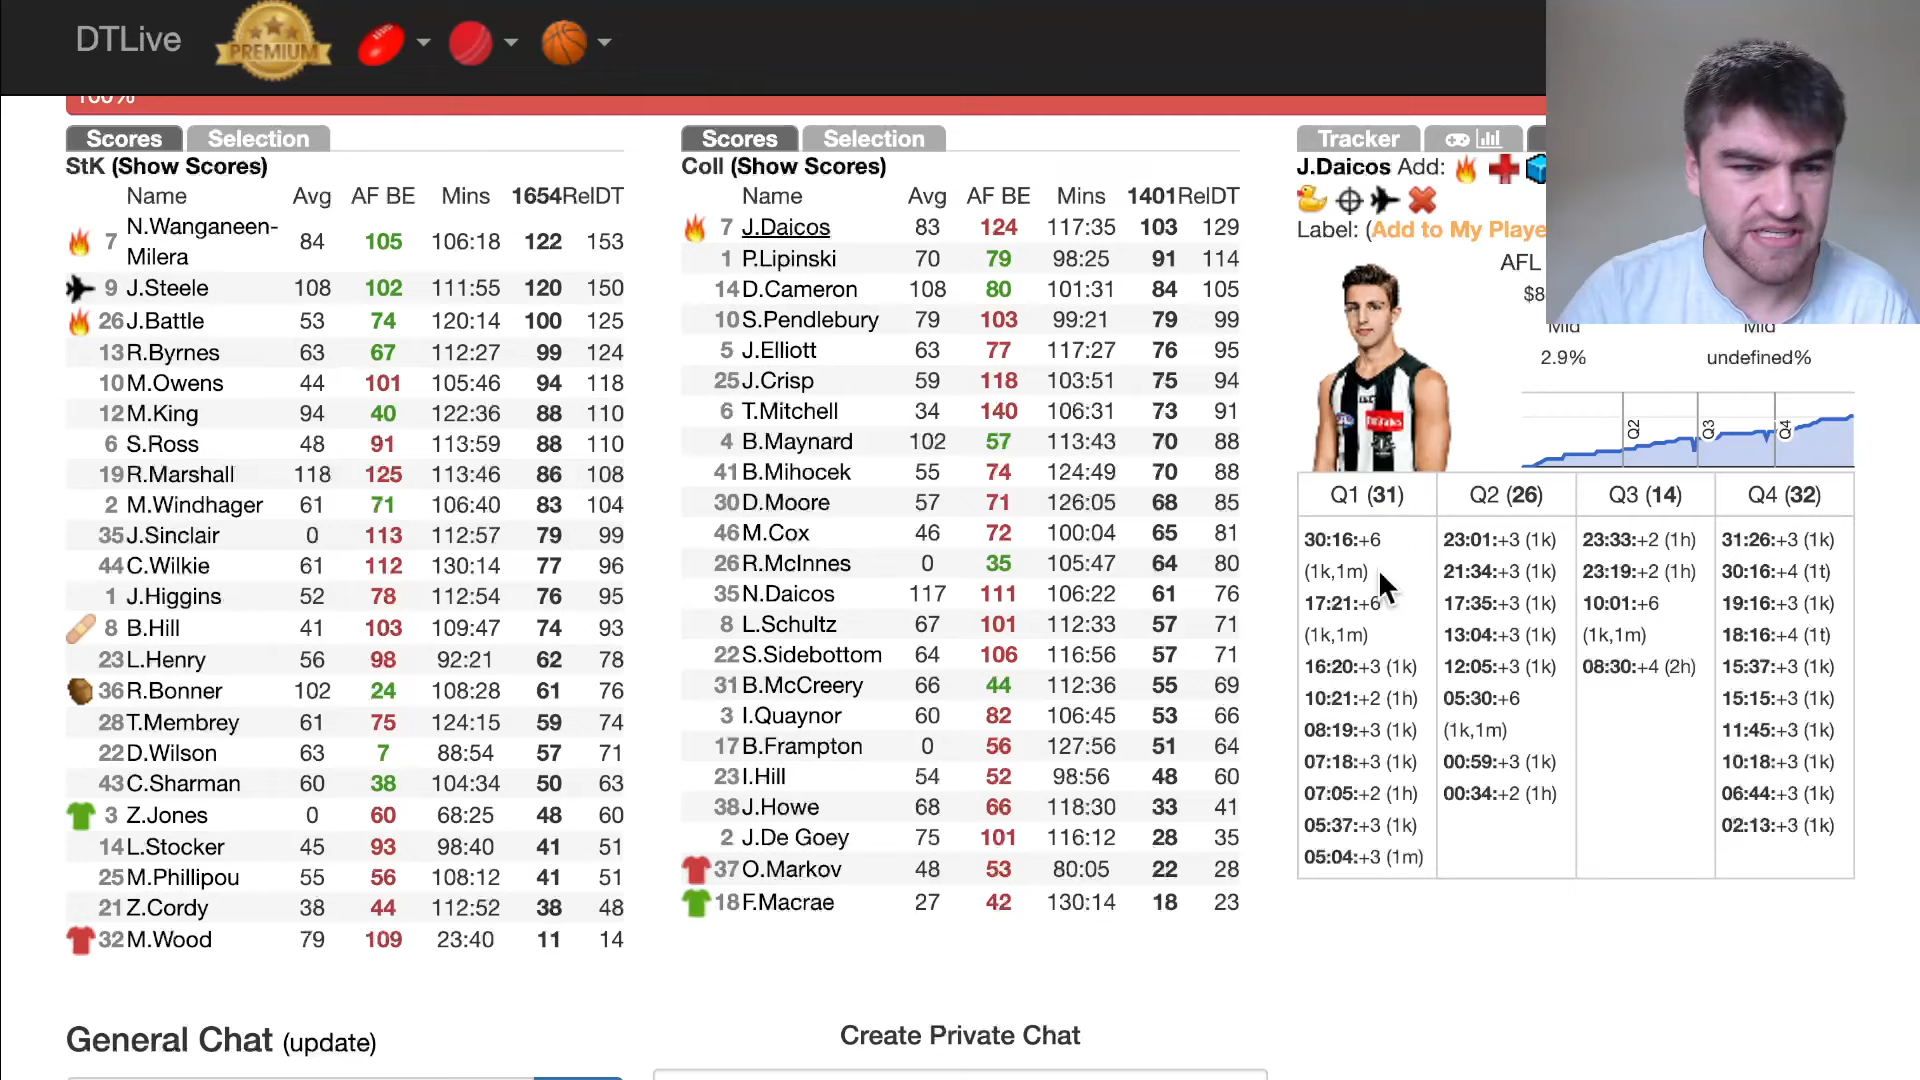 DTLive
PREMIUM
100%
Scores Selection
StK (Show Scores)
Name Avg AF BE Mins 1654 RelDT
7 N.Wanganeen-Milera 84 105 106:18 122 153
9 J.Steele 108 102 111:55 120 150
26 J.Battle 53 74 120:14 100 125
13 R.Byrnes 63 67 112:27 99 124
10 M.Owens 44 101 105:46 94 118
12 M.King 94 40 122:36 88 110
6 S.Ross 48 91 113:59 88 110
19 R.Marshall 118 125 113:46 86 108
2 M.Windhager 61 71 106:40 83 104
35 J.Sinclair 0 113 112:57 79 99
44 C.Wilkie 61 112 130:14 77 96
1 J.Higgins 52 78 112:54 76 95
8 B.Hill 41 103 109:47 74 93
23 L.Henry 56 98 92:21 62 78
36 R.Bonner 102 24 108:28 61 76
28 T.Membrey 61 75 124:15 59 74
22 D.Wilson 63 7 88:54 57 71
43 C.Sharman 60 38 104:34 50 63
3 Z.Jones 0 60 68:25 48 60
14 L.Stocker 45 93 98:40 41 51
25 M.Phillipou 55 56 108:12 41 51
21 Z.Cordy 38 44 112:52 38 48
32 M.Wood 79 109 23:40 11 14
Scores Selection
Coll (Show Scores)
Name Avg AF BE Mins 1401 RelDT
7 J.Daicos 83 124 117:35 103 129
1 P.Lipinski 70 79 98:25 91 114
14 D.Cameron 108 80 101:31 84 105
10 S.Pendlebury 79 103 99:21 79 99
5 J.Elliott 63 77 117:27 76 95
25 J.Crisp 59 118 103:51 75 94
6 T.Mitchell 34 140 106:31 73 91
4 B.Maynard 102 57 113:43 70 88
41 B.Mihocek 55 74 124:49 70 88
30 D.Moore 57 71 126:05 68 85
46 M.Cox 46 72 100:04 65 81
26 R.McInnes 0 35 105:47 64 80
35 N.Daicos 117 111 106:22 61 76
8 L.Schultz 67 101 112:33 57 71
22 S.Sidebottom 64 106 116:56 57 71
31 B.McCreery 66 44 112:36 55 69
3 I.Quaynor 60 82 106:45 53 66
17 B.Frampton 0 56 127:56 51 64
23 I.Hill 54 52 98:56 48 60
38 J.Howe 68 66 118:30 33 41
2 J.De Goey 75 101 116:12 28 35
37 O.Markov 48 53 80:05 22 28
18 F.Macrae 27 42 130:14 18 23
Tracker
J.Daicos Add:
Label: (Add to My Playe
AFL
$8
Mid Mid
2.9% undefined%
Q2 Q3 Q4
Q1 (31) Q2 (26) Q3 (14) Q4 (32)
30:16:+6 23:01:+3 (1k) 23:33:+2 (1h) 31:26:+3 (1k)
(1k,1m) 21:34:+3 (1k) 23:19:+2 (1h) 30:16:+4 (1t)
17:21:+6 17:35:+3 (1k) 10:01:+6 19:16:+3 (1k)
(1k,1m) 13:04:+3 (1k) (1k,1m) 18:16:+4 (1t)
16:20:+3 (1k) 12:05:+3 (1k) 08:30:+4 (2h) 15:37:+3 (1k)
10:21:+2 (1h) 05:30:+6 15:15:+3 (1k)
08:19:+3 (1k) (1k,1m) 11:45:+3 (1k)
07:18:+3 (1k) 00:59:+3 (1k) 10:18:+3 (1k)
07:05:+2 (1h) 00:34:+2 (1h) 06:44:+3 (1k)
05:37:+3 (1k) 02:13:+3 (1k)
05:04:+3 (1m)
General Chat (update)
Create Private Chat